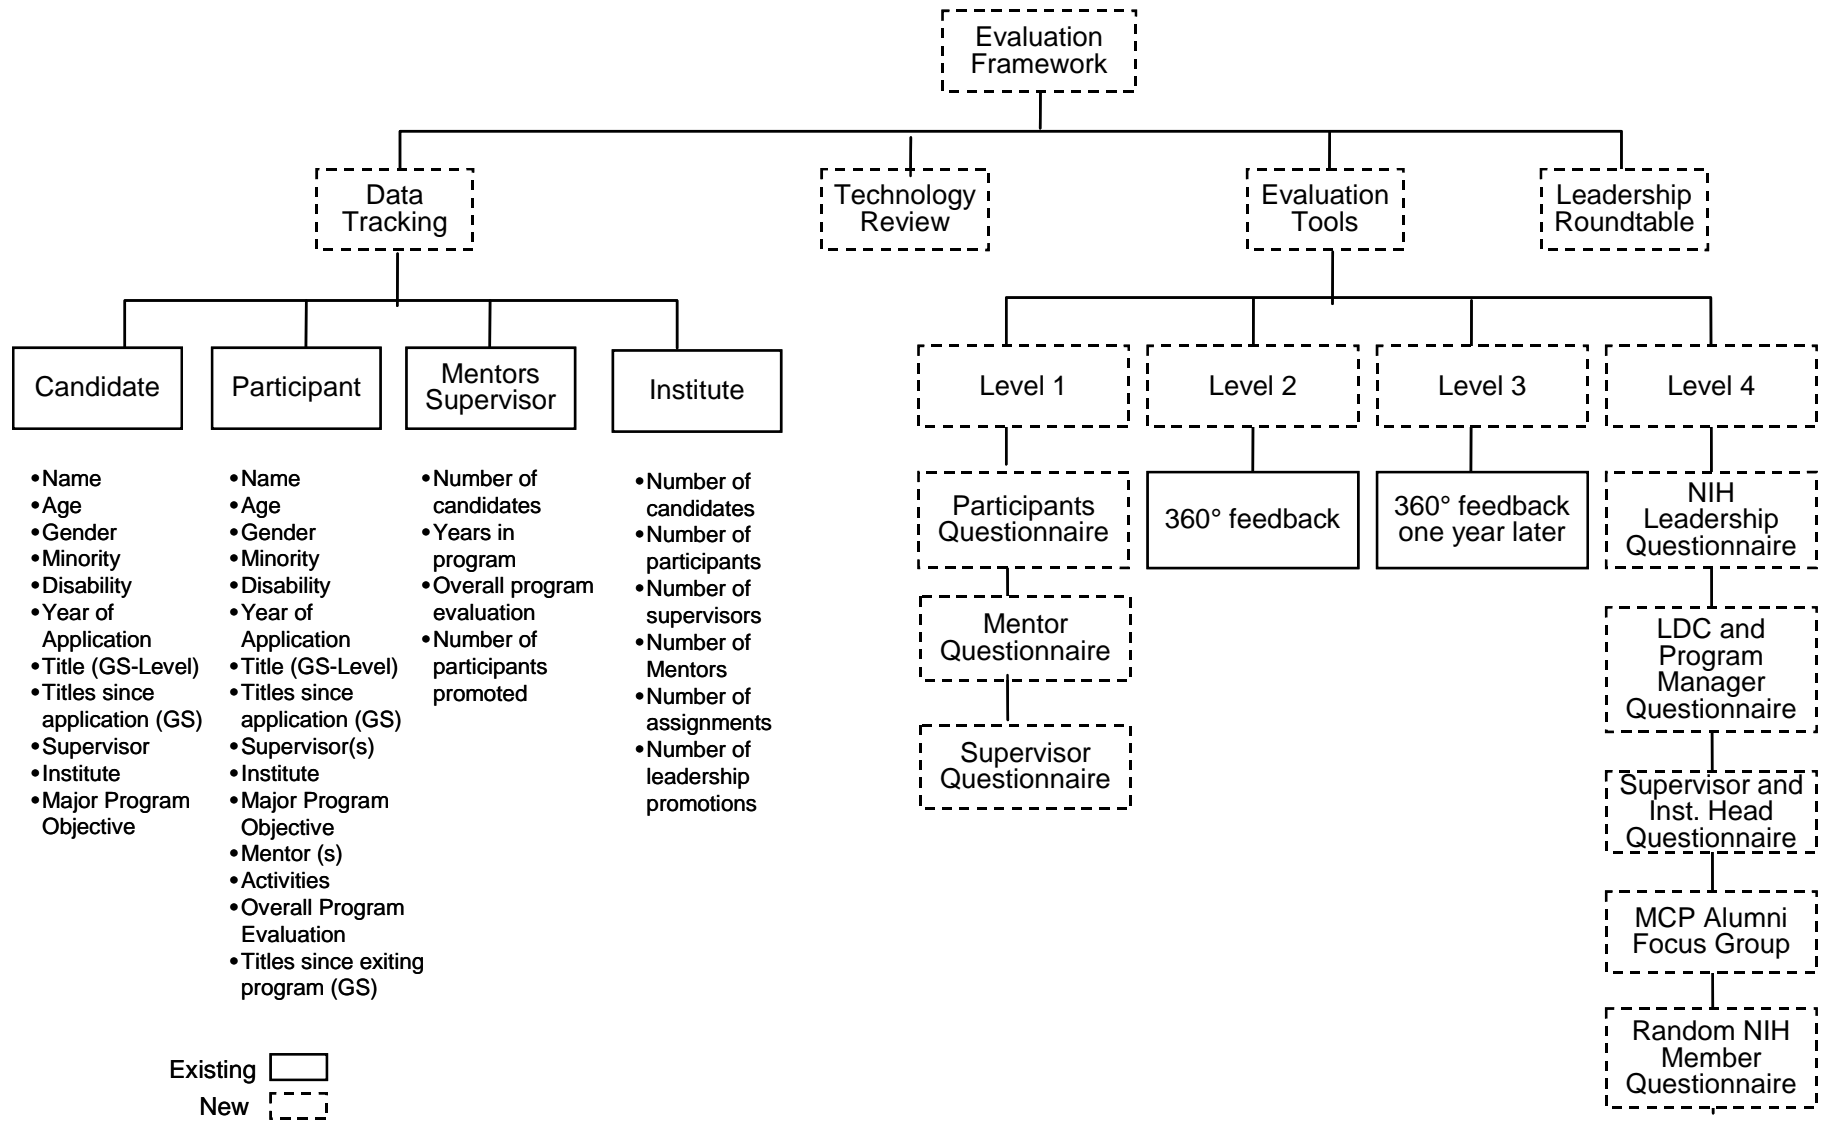 Evaluation
Framework
Data
Tracking
Technology
Review
Evaluation
Tools
Leadership
Roundtable
Candidate
Participant
Mentors
Supervisor
Institute
Level 1
Level 2
Level 3
Level 4
•Name
•Age
•Gender
•Minority
•Disability
•Year of
Application
•Title (GS-Level)
•Titles since
application (GS)
•Supervisor
•Institute
•Major Program
Objective
•Name
•Age
•Gender
•Minority
•Disability
•Year of
Application
•Title (GS-Level)
•Titles since
application (GS)
•Supervisor(s)
•Institute
•Major Program
Objective
•Mentor (s)
•Activities
•Overall Program
Evaluation
•Titles since exiting
program (GS)
•Number of
candidates
•Years in
program
•Overall program
evaluation
•Number of
participants
promoted
•Number of
candidates
•Number of
participants
•Number of
supervisors
•Number of
Mentors
•Number of
assignments
•Number of
leadership
promotions
Participants
Questionnaire
Mentor
Questionnaire
Supervisor
Questionnaire
360° feedback
360° feedback
one year later
NIH
Leadership
Questionnaire
LDC and
Program
Manager
Questionnaire
Supervisor and
Inst. Head
Questionnaire
MCP Alumni
Focus Group
Random NIH
Member
Questionnaire
Existing
New